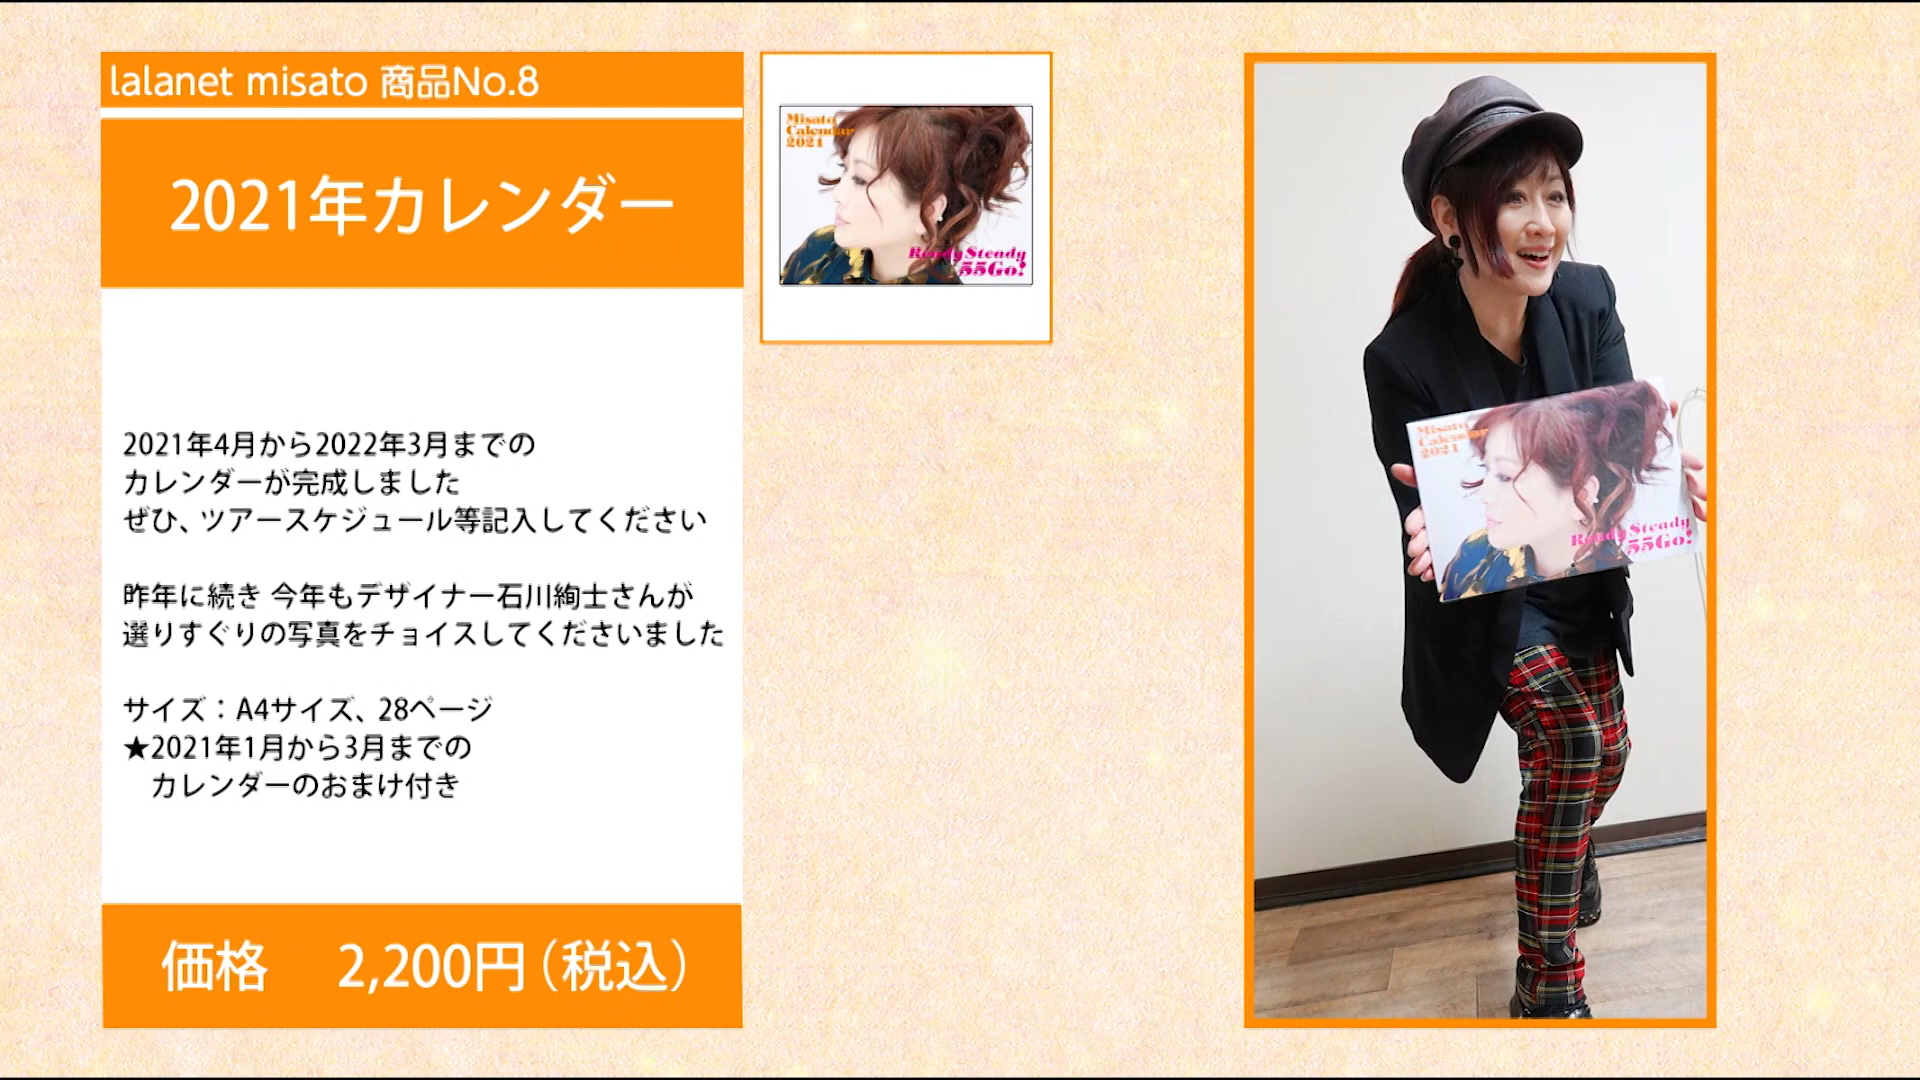 lalanet misato 商品No.8
2021年カレンダー
2021年4月から2022年3月までの
カレンダーが完成しました
ぜひ、ツアースケジュール等記入してください
昨年に続き 今年もデザイナー石川絢士さんが
選りすぐりの写真をチョイスしてくださいました
サイズ：A4サイズ、28ページ
★2021年1月から3月までの
カレンダーのおまけ付き
価格 2,200円（税込）
Misato
Calendar
2021
Ready Steady
55Go!
Misato
Calendar
2021
Ready Steady
55Go!